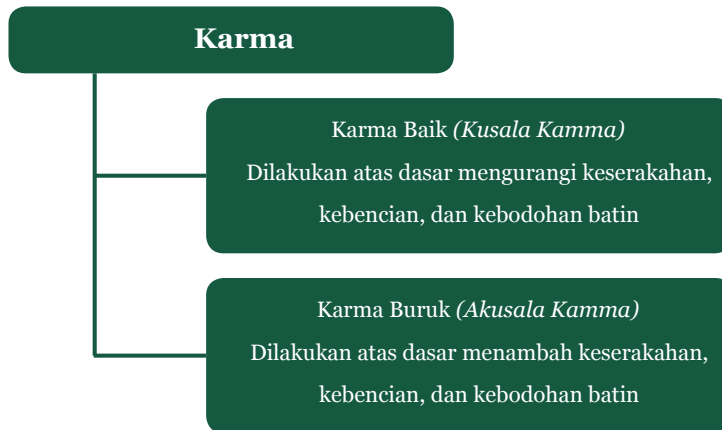 Karma
Karma Baik (Kusala Kamma)
Dilakukan atas dasar mengurangi keserakahan,
kebencian, dan kebodohan batin
Karma Buruk (Akusala Kamma)
Dilakukan atas dasar menambah keserakahan,
kebencian, dan kebodohan batin